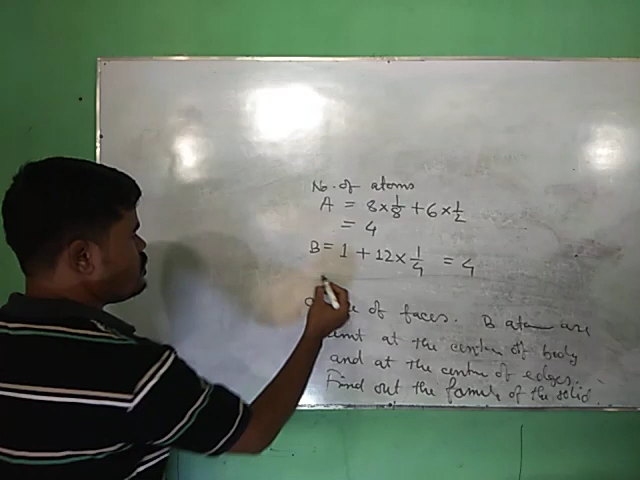 No. of atoms
A = 8 × 1/8 + 6 × 1/2
= 4
B = 1 + 12 × 1/4 = 4
of faces. B atom are
at the centre of body
and at the centre of edges.
Find out the formula of the solid.